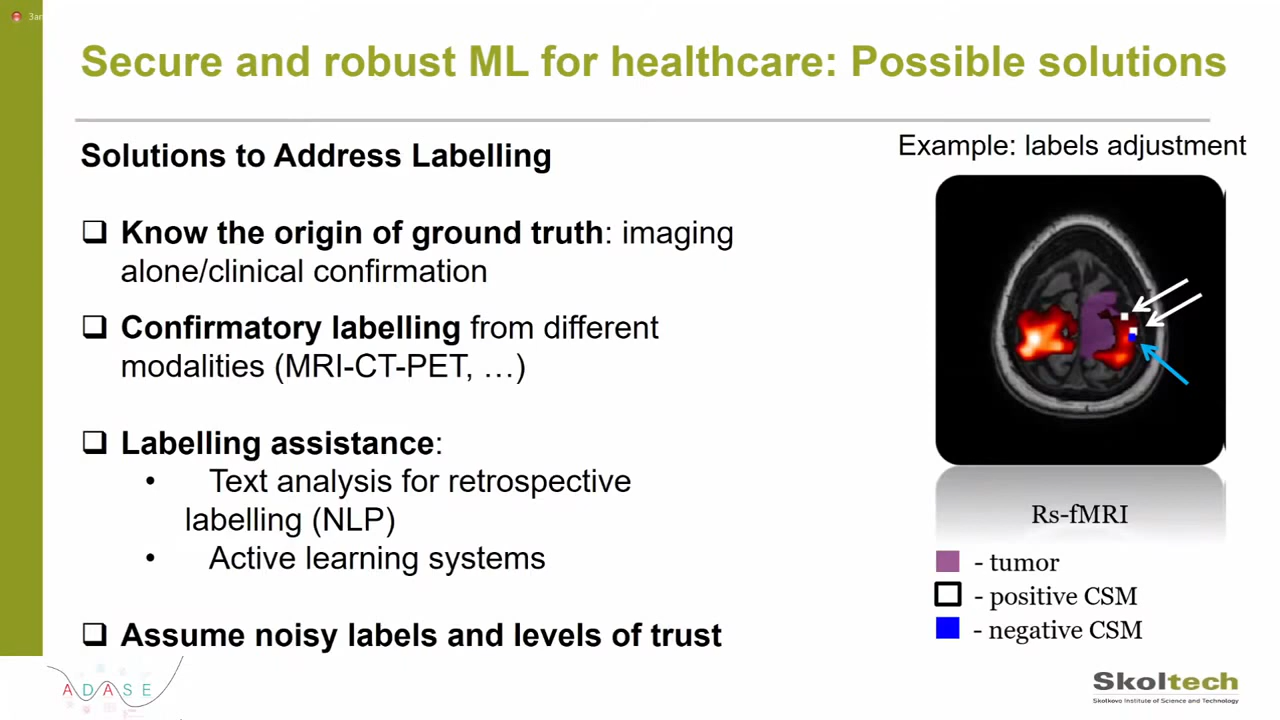 Заг
Secure and robust ML for healthcare: Possible solutions
Solutions to Address Labelling
Know the origin of ground truth: imaging
alone/clinical confirmation
Confirmatory labelling from different
modalities (MRI-CT-PET, …)
Labelling assistance:
• Text analysis for retrospective
labelling (NLP)
• Active learning systems
Assume noisy labels and levels of trust
Example: labels adjustment
Rs-fMRI
- tumor
- positive CSM
- negative CSM
ADASE
Skoltech
Skolkovo Institute of Science and Technology